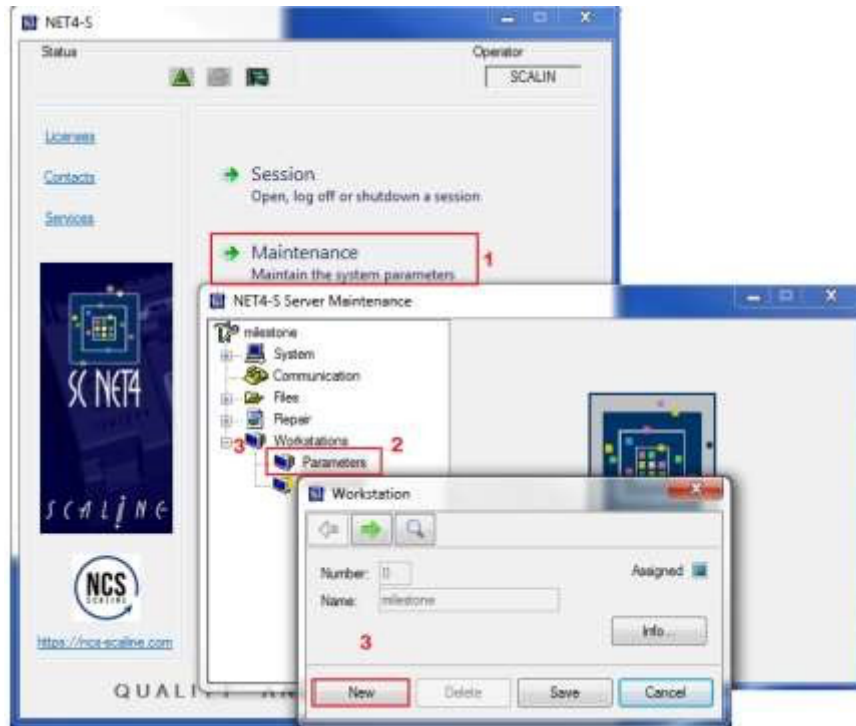 NET4-S
Status
Operator
SCALIN
Licenses
Contacts
Services
Session
Open, log off or shutdown a session
Maintenance
Maintain the system parameters
1
NET4-S Server Maintenance
milestone
System
Communication
Files
Repair
Workstations
3
2
Parameters
SC NET4
SCALINE
NCS
SCALINE
https://ncs-scaline.com
Workstation
Number: 0
Assigned
Name: milestone
Info...
3
New
Delete
Save
Cancel